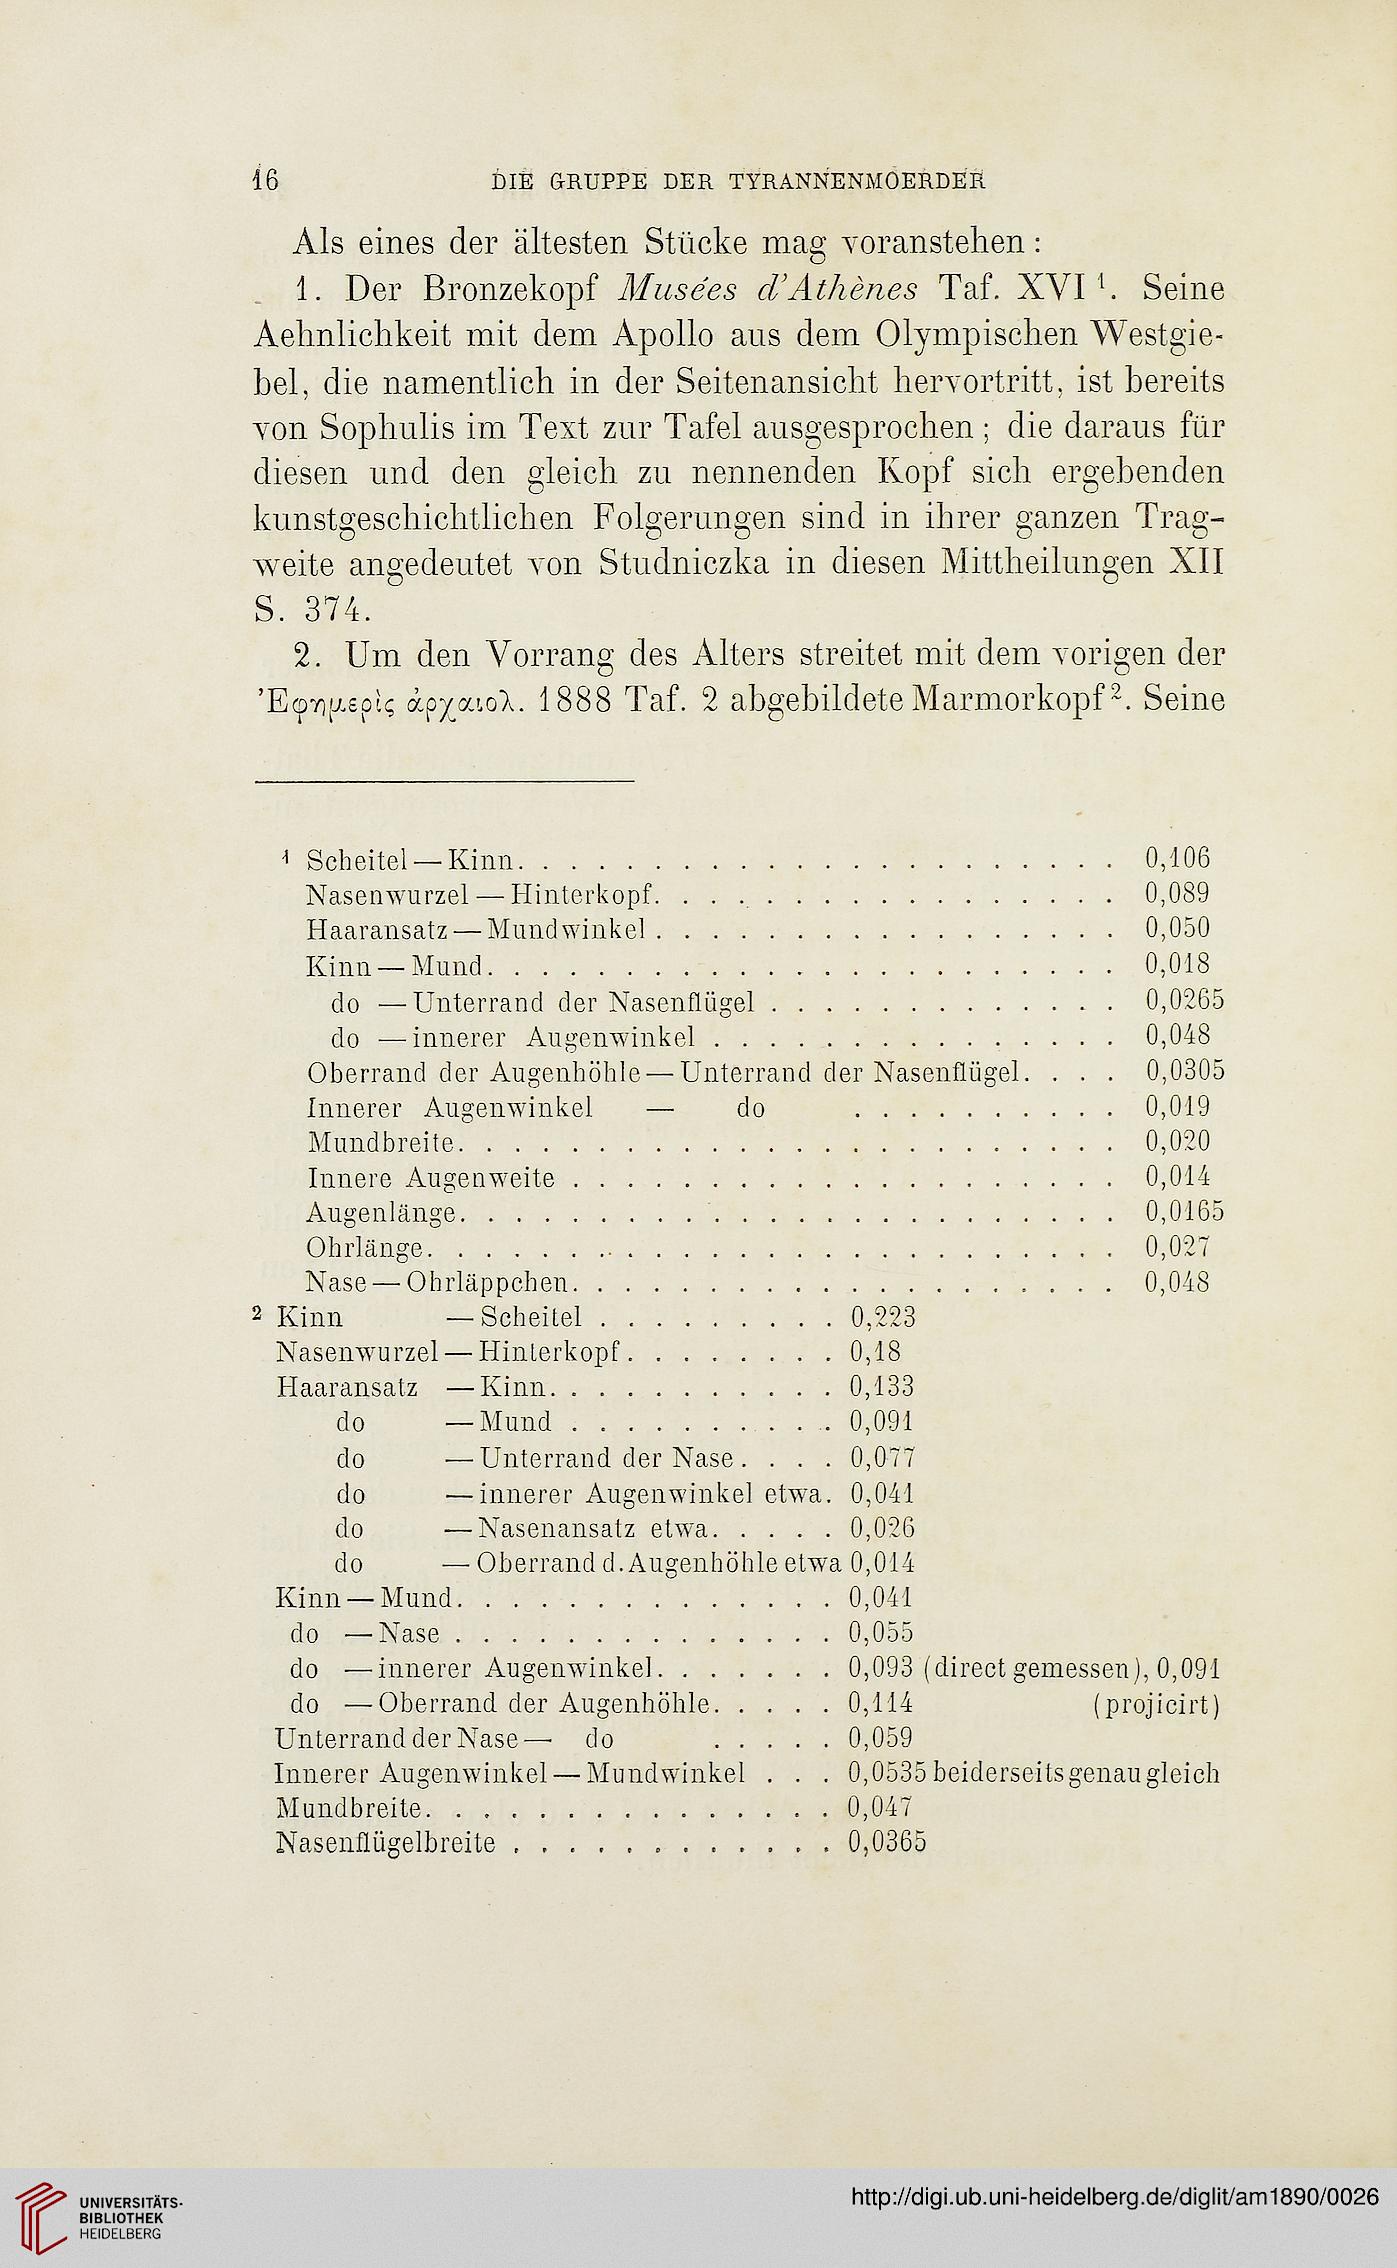 16 DIE GRUPPE DER TYRANNENMOERDER
Als eines der ältesten Stücke mag voranstehen:
1. Der Bronzekopf Musées d'Athènes Taf. XVI ¹. Seine
Aehnlichkeit mit dem Apollo aus dem Olympischen Westgie-
bel, die namentlich in der Seitenansicht hervortritt, ist bereits
von Sophulis im Text zur Tafel ausgesprochen; die daraus für
diesen und den gleich zu nennenden Kopf sich ergebenden
kunstgeschichtlichen Folgerungen sind in ihrer ganzen Trag-
weite angedeutet von Studniczka in diesen Mittheilungen XII
S. 374.
2. Um den Vorrang des Alters streitet mit dem vorigen der
Ἐφημερὶς ἀρχαιολ. 1888 Taf. 2 abgebildete Marmorkopf ². Seine
¹ Scheitel — Kinn . . . . . . . . . . . . . . . . . . . . . . 0,106
Nasenwurzel — Hinterkopf . . . . . . . . . . . . . . . . . 0,089
Haaransatz — Mundwinkel . . . . . . . . . . . . . . . . . 0,050
Kinn — Mund . . . . . . . . . . . . . . . . . . . . . . . 0,018
do — Unterrand der Nasenflügel . . . . . . . . . . . . . 0,0265
do — innerer Augenwinkel . . . . . . . . . . . . . . . 0,048
Oberrand der Augenhöhle — Unterrand der Nasenflügel . . . . 0,0305
Innerer Augenwinkel — do . . . . . . . . . . 0,019
Mundbreite . . . . . . . . . . . . . . . . . . . . . . . . 0,020
Innere Augenweite . . . . . . . . . . . . . . . . . . . . 0,014
Augenlänge . . . . . . . . . . . . . . . . . . . . . . . . 0,0165
Ohrlänge . . . . . . . . . . . . . . . . . . . . . . . . . 0,027
Nase — Ohrläppchen . . . . . . . . . . . . . . . . . . . . 0,048
² Kinn — Scheitel . . . . . . . . . 0,223
Nasenwurzel — Hinterkopf . . . . . . . . 0,18
Haaransatz — Kinn . . . . . . . . . . . 0,133
do — Mund . . . . . . . . . . 0,091
do — Unterrand der Nase . . . . 0,077
do — innerer Augenwinkel etwa . 0,041
do — Nasenansatz etwa . . . . . 0,026
do — Oberrand d. Augenhöhle etwa 0,014
Kinn — Mund . . . . . . . . . . . . . . 0,041
do — Nase . . . . . . . . . . . . . . 0,055
do — innerer Augenwinkel . . . . . . . 0,093 (direct gemessen), 0,091
do — Oberrand der Augenhöhle . . . . . 0,114 (projicirt)
Unterrand der Nase — do . . . . . 0,059
Innerer Augenwinkel — Mundwinkel . . . 0,0535 beiderseits genau gleich
Mundbreite . . . . . . . . . . . . . . . 0,047
Nasenflügelbreite . . . . . . . . . . . . 0,0365
UNIVERSITÄTS-
BIBLIOTHEK
HEIDELBERG
http://digi.ub.uni-heidelberg.de/diglit/am1890/0026